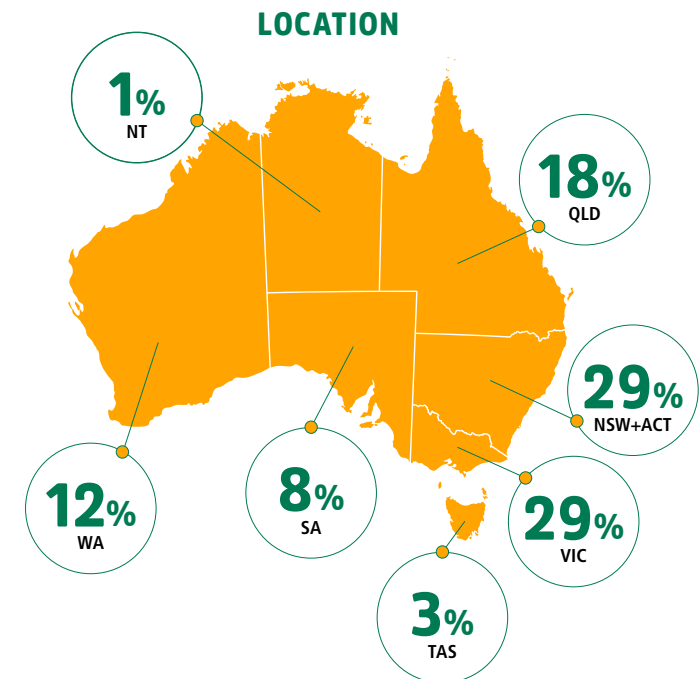 LOCATION
1%
NT
18%
QLD
29%
NSW+ACT
12%
WA
8%
SA
29%
VIC
3%
TAS